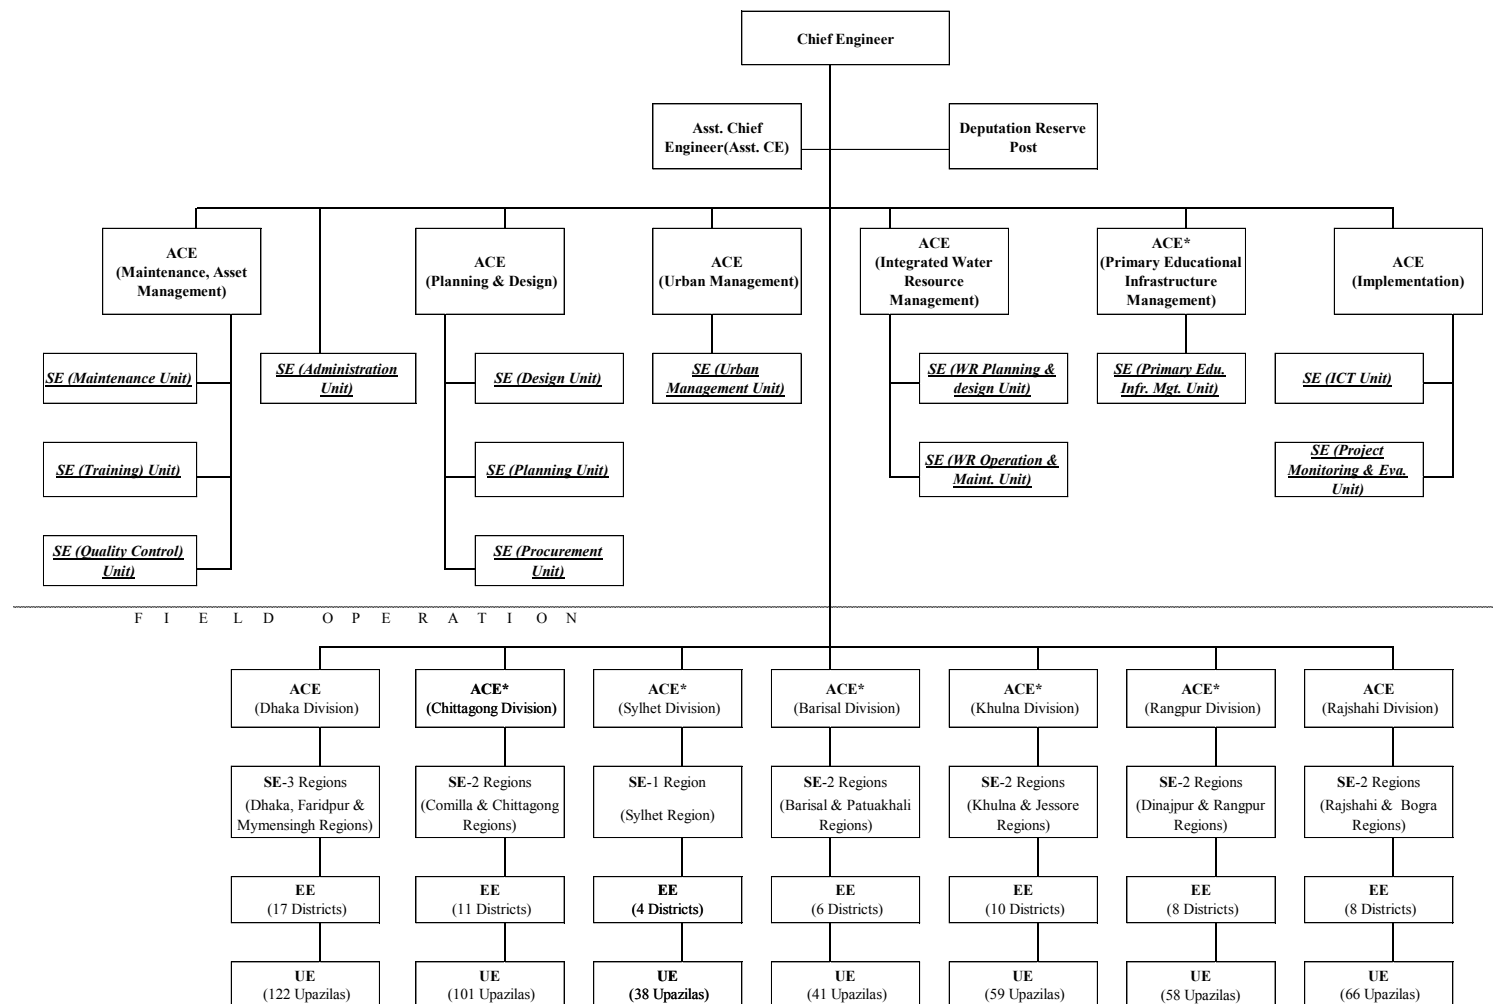 Chief Engineer
Asst. Chief
Engineer(Asst. CE)
Deputation Reserve
Post
ACE
(Maintenance, Asset
Management)
ACE
(Planning & Design)
ACE
(Urban Management)
ACE
(Integrated Water
Resource
Management)
ACE*
(Primary Educational
Infrastructure
Management)
ACE
(Implementation)
SE (Maintenance Unit)
SE (Administration
Unit)
SE (Design Unit)
SE (Urban
Management Unit)
SE (WR Planning &
design Unit)
SE (Primary Edu.
Infr. Mgt. Unit)
SE (ICT Unit)
SE (Training) Unit)
SE (Planning Unit)
SE (WR Operation &
Maint. Unit)
SE (Project
Monitoring & Eva.
Unit)
SE (Quality Control)
Unit)
SE (Procurement
Unit)
FIELD OPERATION
ACE
(Dhaka Division)
ACE*
(Chittagong Division)
ACE*
(Sylhet Division)
ACE*
(Barisal Division)
ACE*
(Khulna Division)
ACE*
(Rangpur Division)
ACE
(Rajshahi Division)
SE-3 Regions
(Dhaka, Faridpur &
Mymensingh Regions)
SE-2 Regions
(Comilla & Chittagong
Regions)
SE-1 Region
(Sylhet Region)
SE-2 Regions
(Barisal & Patuakhali
Regions)
SE-2 Regions
(Khulna & Jessore
Regions)
SE-2 Regions
(Dinajpur & Rangpur
Regions)
SE-2 Regions
(Rajshahi & Bogra
Regions)
EE
(17 Districts)
EE
(11 Districts)
EE
(4 Districts)
EE
(6 Districts)
EE
(10 Districts)
EE
(8 Districts)
EE
(8 Districts)
UE
(122 Upazilas)
UE
(101 Upazilas)
UE
(38 Upazilas)
UE
(41 Upazilas)
UE
(59 Upazilas)
UE
(58 Upazilas)
UE
(66 Upazilas)